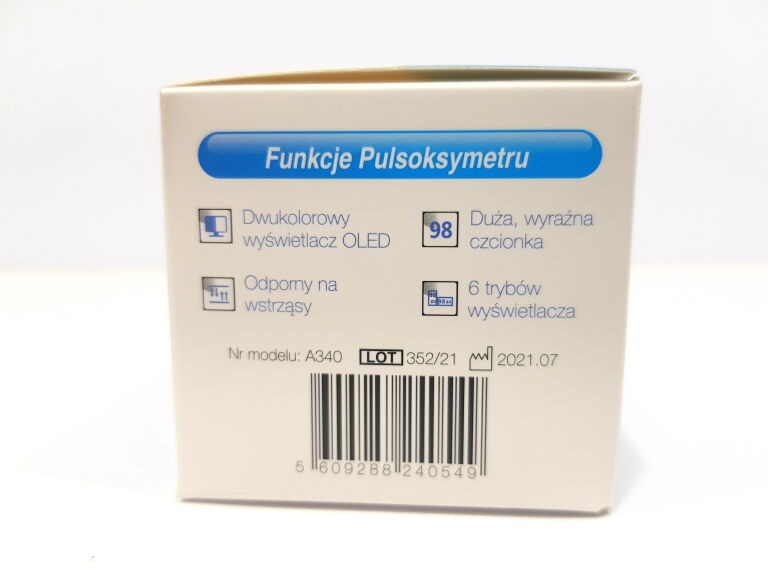 Funkcje Pulsoksymetru
Dwukolorowy
wyświetlacz OLED
Duża, wyraźna
czcionka
98
Odporny na
wstrząsy
6 trybów
wyświetlacza
Nr modelu: A340 LOT 352/21 2021.07
5 609288 240549